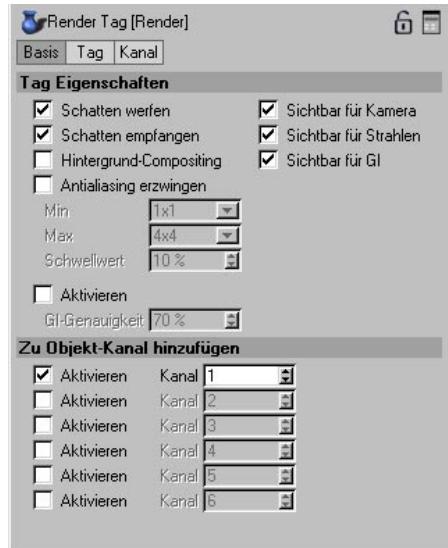 Render Tag [Render]
Basis Tag Kanal
Tag Eigenschaften
Schatten werfen Sichtbar für Kamera
Schatten empfangen Sichtbar für Strahlen
Hintergrund-Compositing Sichtbar für GI
Antialiasing erzwingen
Min 1x1
Max 4x4
Schwellwert 10 %
Aktivieren
GI-Genauigkeit 70 %
Zu Objekt-Kanal hinzufügen
Aktivieren Kanal 1
Aktivieren Kanal 2
Aktivieren Kanal 3
Aktivieren Kanal 4
Aktivieren Kanal 5
Aktivieren Kanal 6